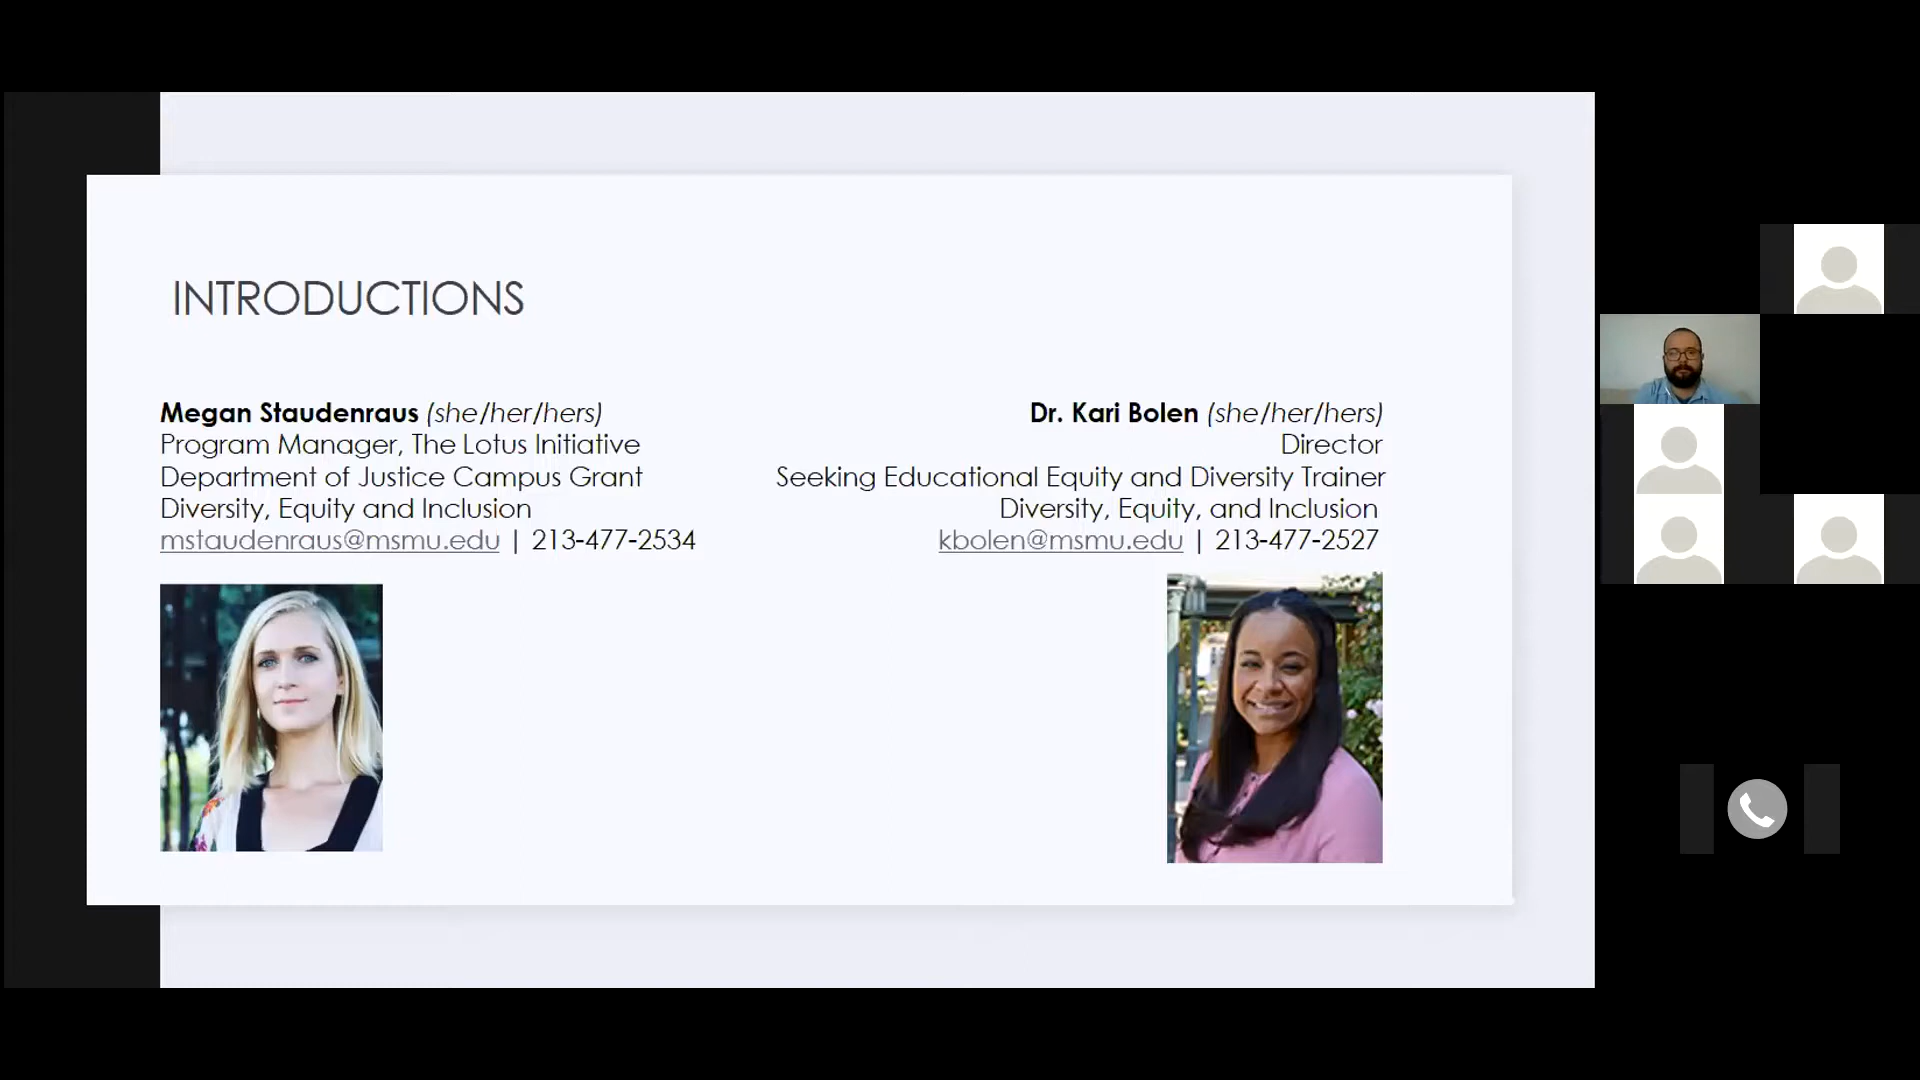 INTRODUCTIONS
Megan Staudenraus (she/her/hers)
Program Manager, The Lotus Initiative
Department of Justice Campus Grant
Diversity, Equity and Inclusion
mstaudenraus@msmu.edu | 213-477-2534
Dr. Kari Bolen (she/her/hers)
Director
Seeking Educational Equity and Diversity Trainer
Diversity, Equity, and Inclusion
kbolen@msmu.edu | 213-477-2527